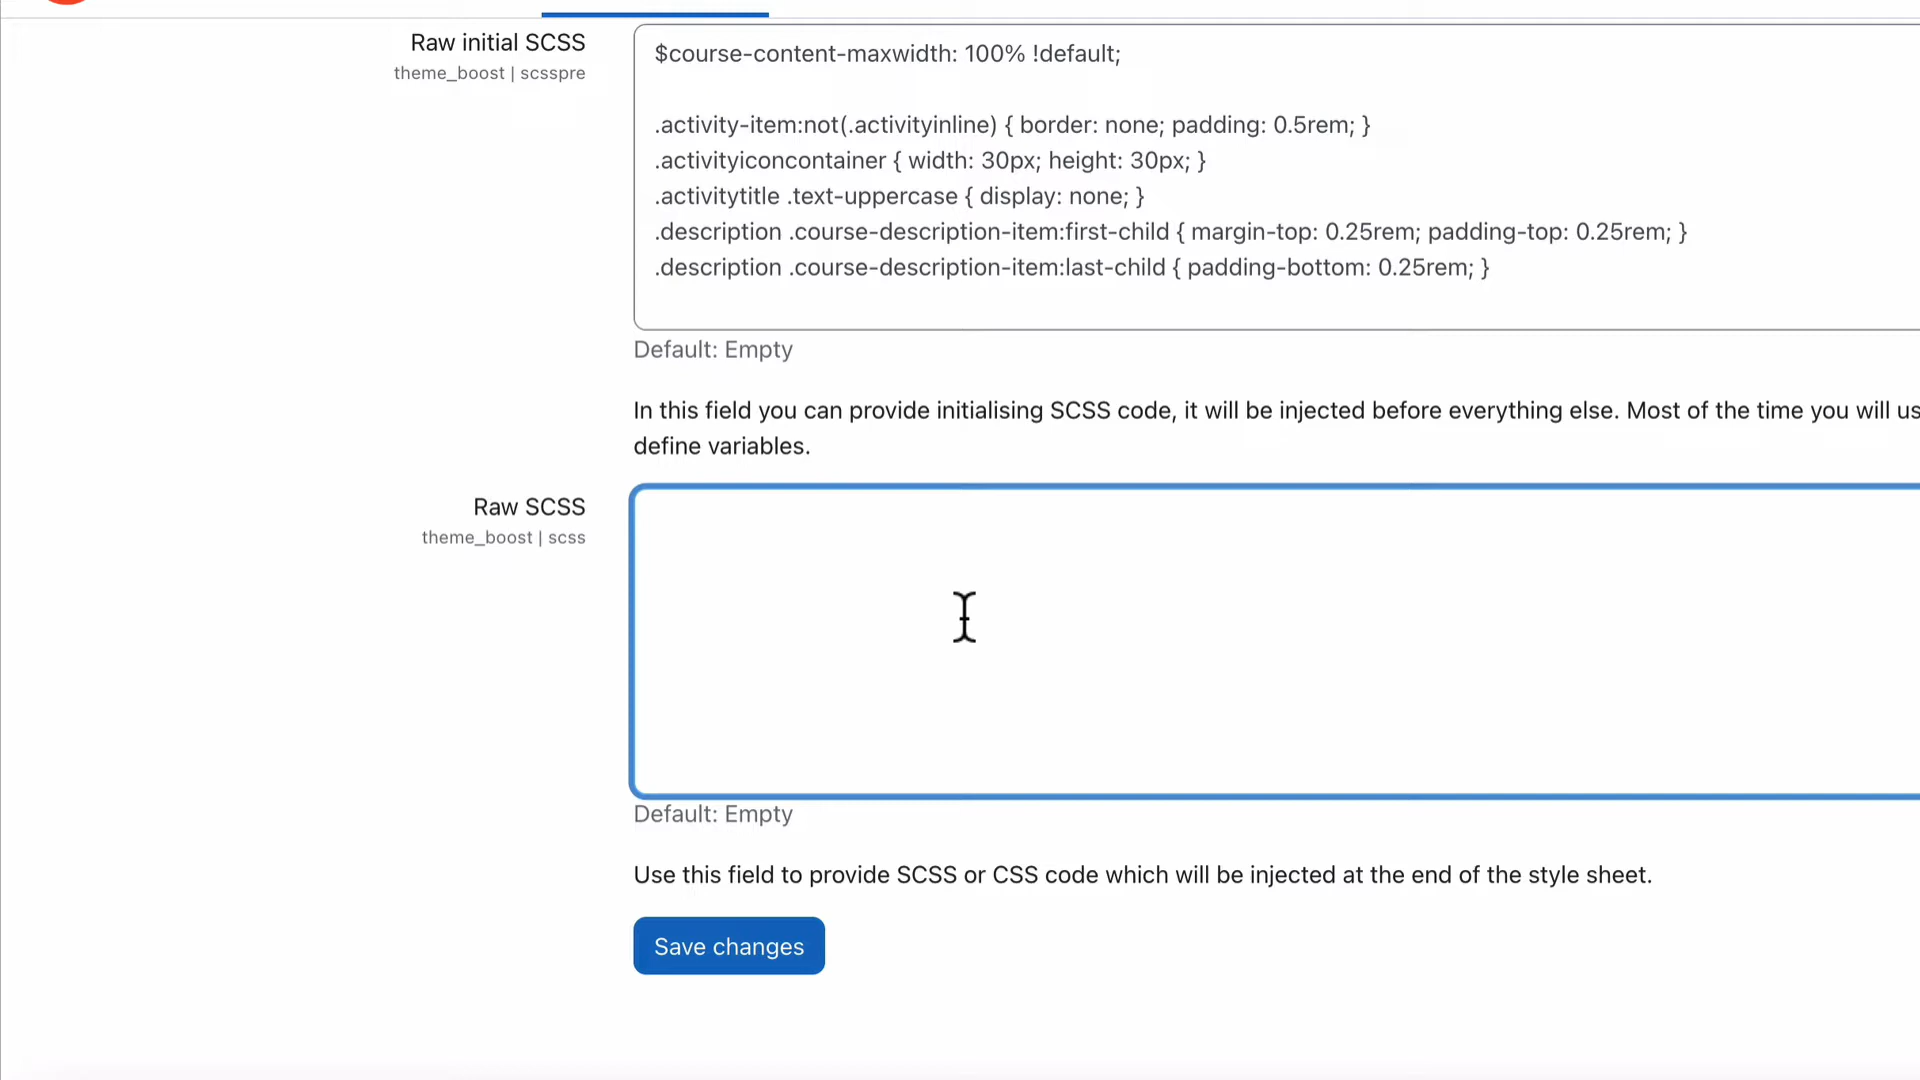 Raw initial SCSS
theme_boost | scsspre
$course-content-maxwidth: 100% !default;
.activity-item:not(.activityinline) { border: none; padding: 0.5rem; }
.activityiconcontainer { width: 30px; height: 30px; }
.activitytitle .text-uppercase { display: none; }
.description .course-description-item:first-child { margin-top: 0.25rem; padding-top: 0.25rem; }
.description .course-description-item:last-child { padding-bottom: 0.25rem; }
Default: Empty
In this field you can provide initialising SCSS code, it will be injected before everything else. Most of the time you will us
define variables.
Raw SCSS
theme_boost | scss
Default: Empty
Use this field to provide SCSS or CSS code which will be injected at the end of the style sheet.
Save changes